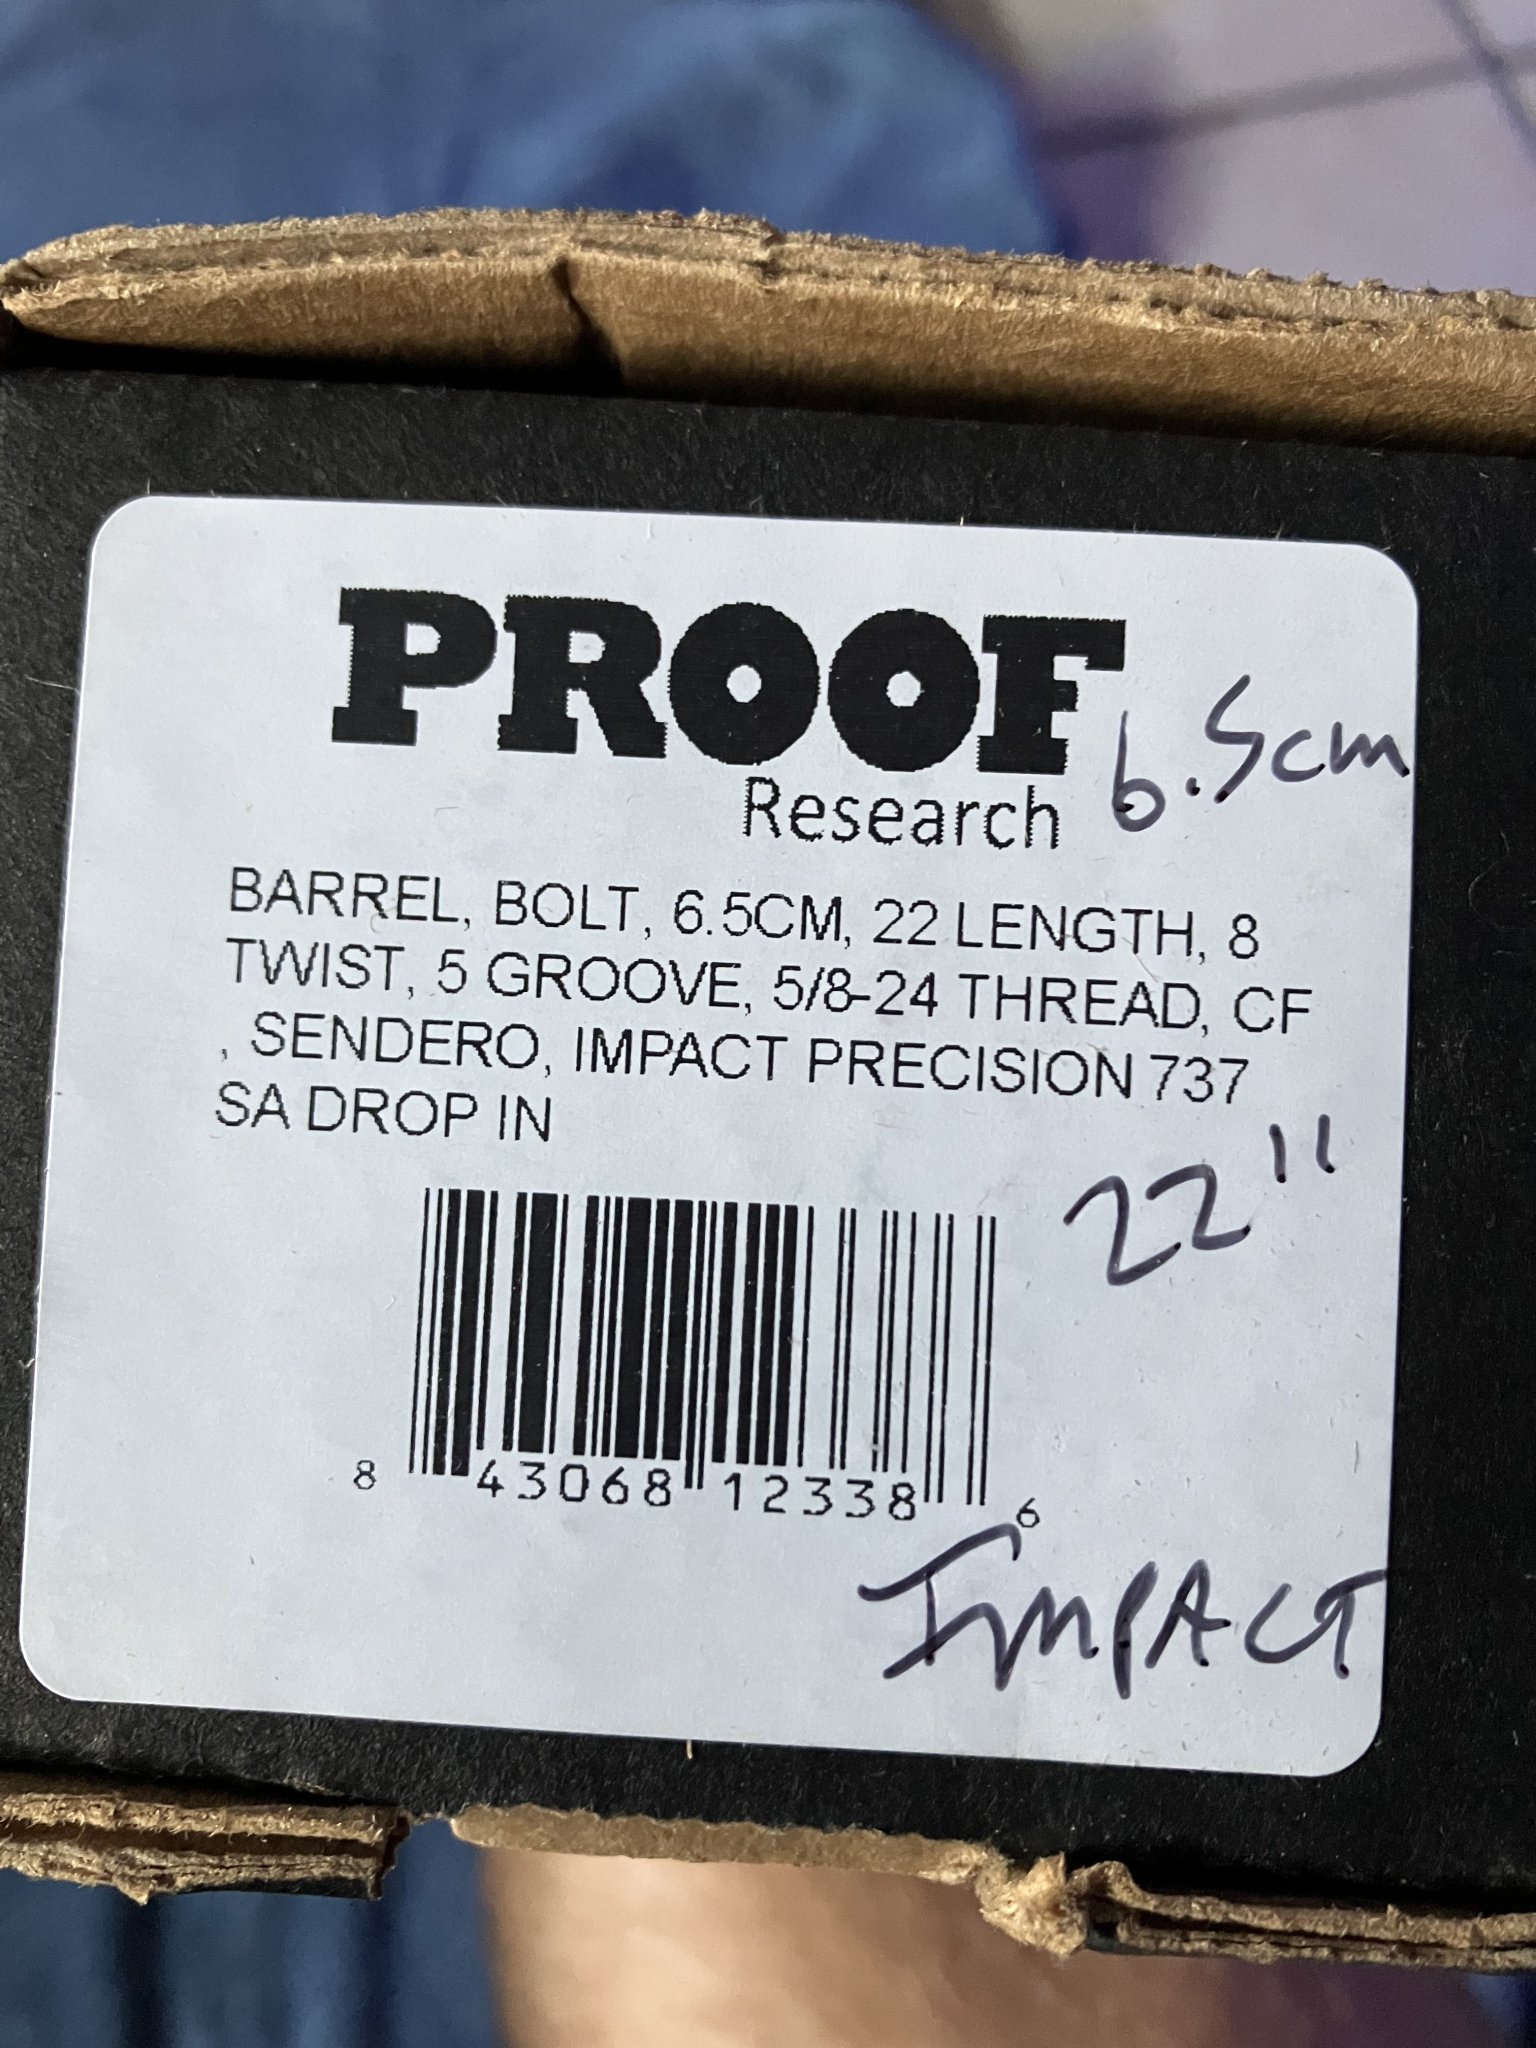 PROOF
Research
6.5cm
BARREL, BOLT, 6.5CM, 22 LENGTH, 8
TWIST, 5 GROOVE, 5/8-24 THREAD, CF
, SENDERO, IMPACT PRECISION 737
SA DROP IN
22"
8 43068 12338 6
IMPACT